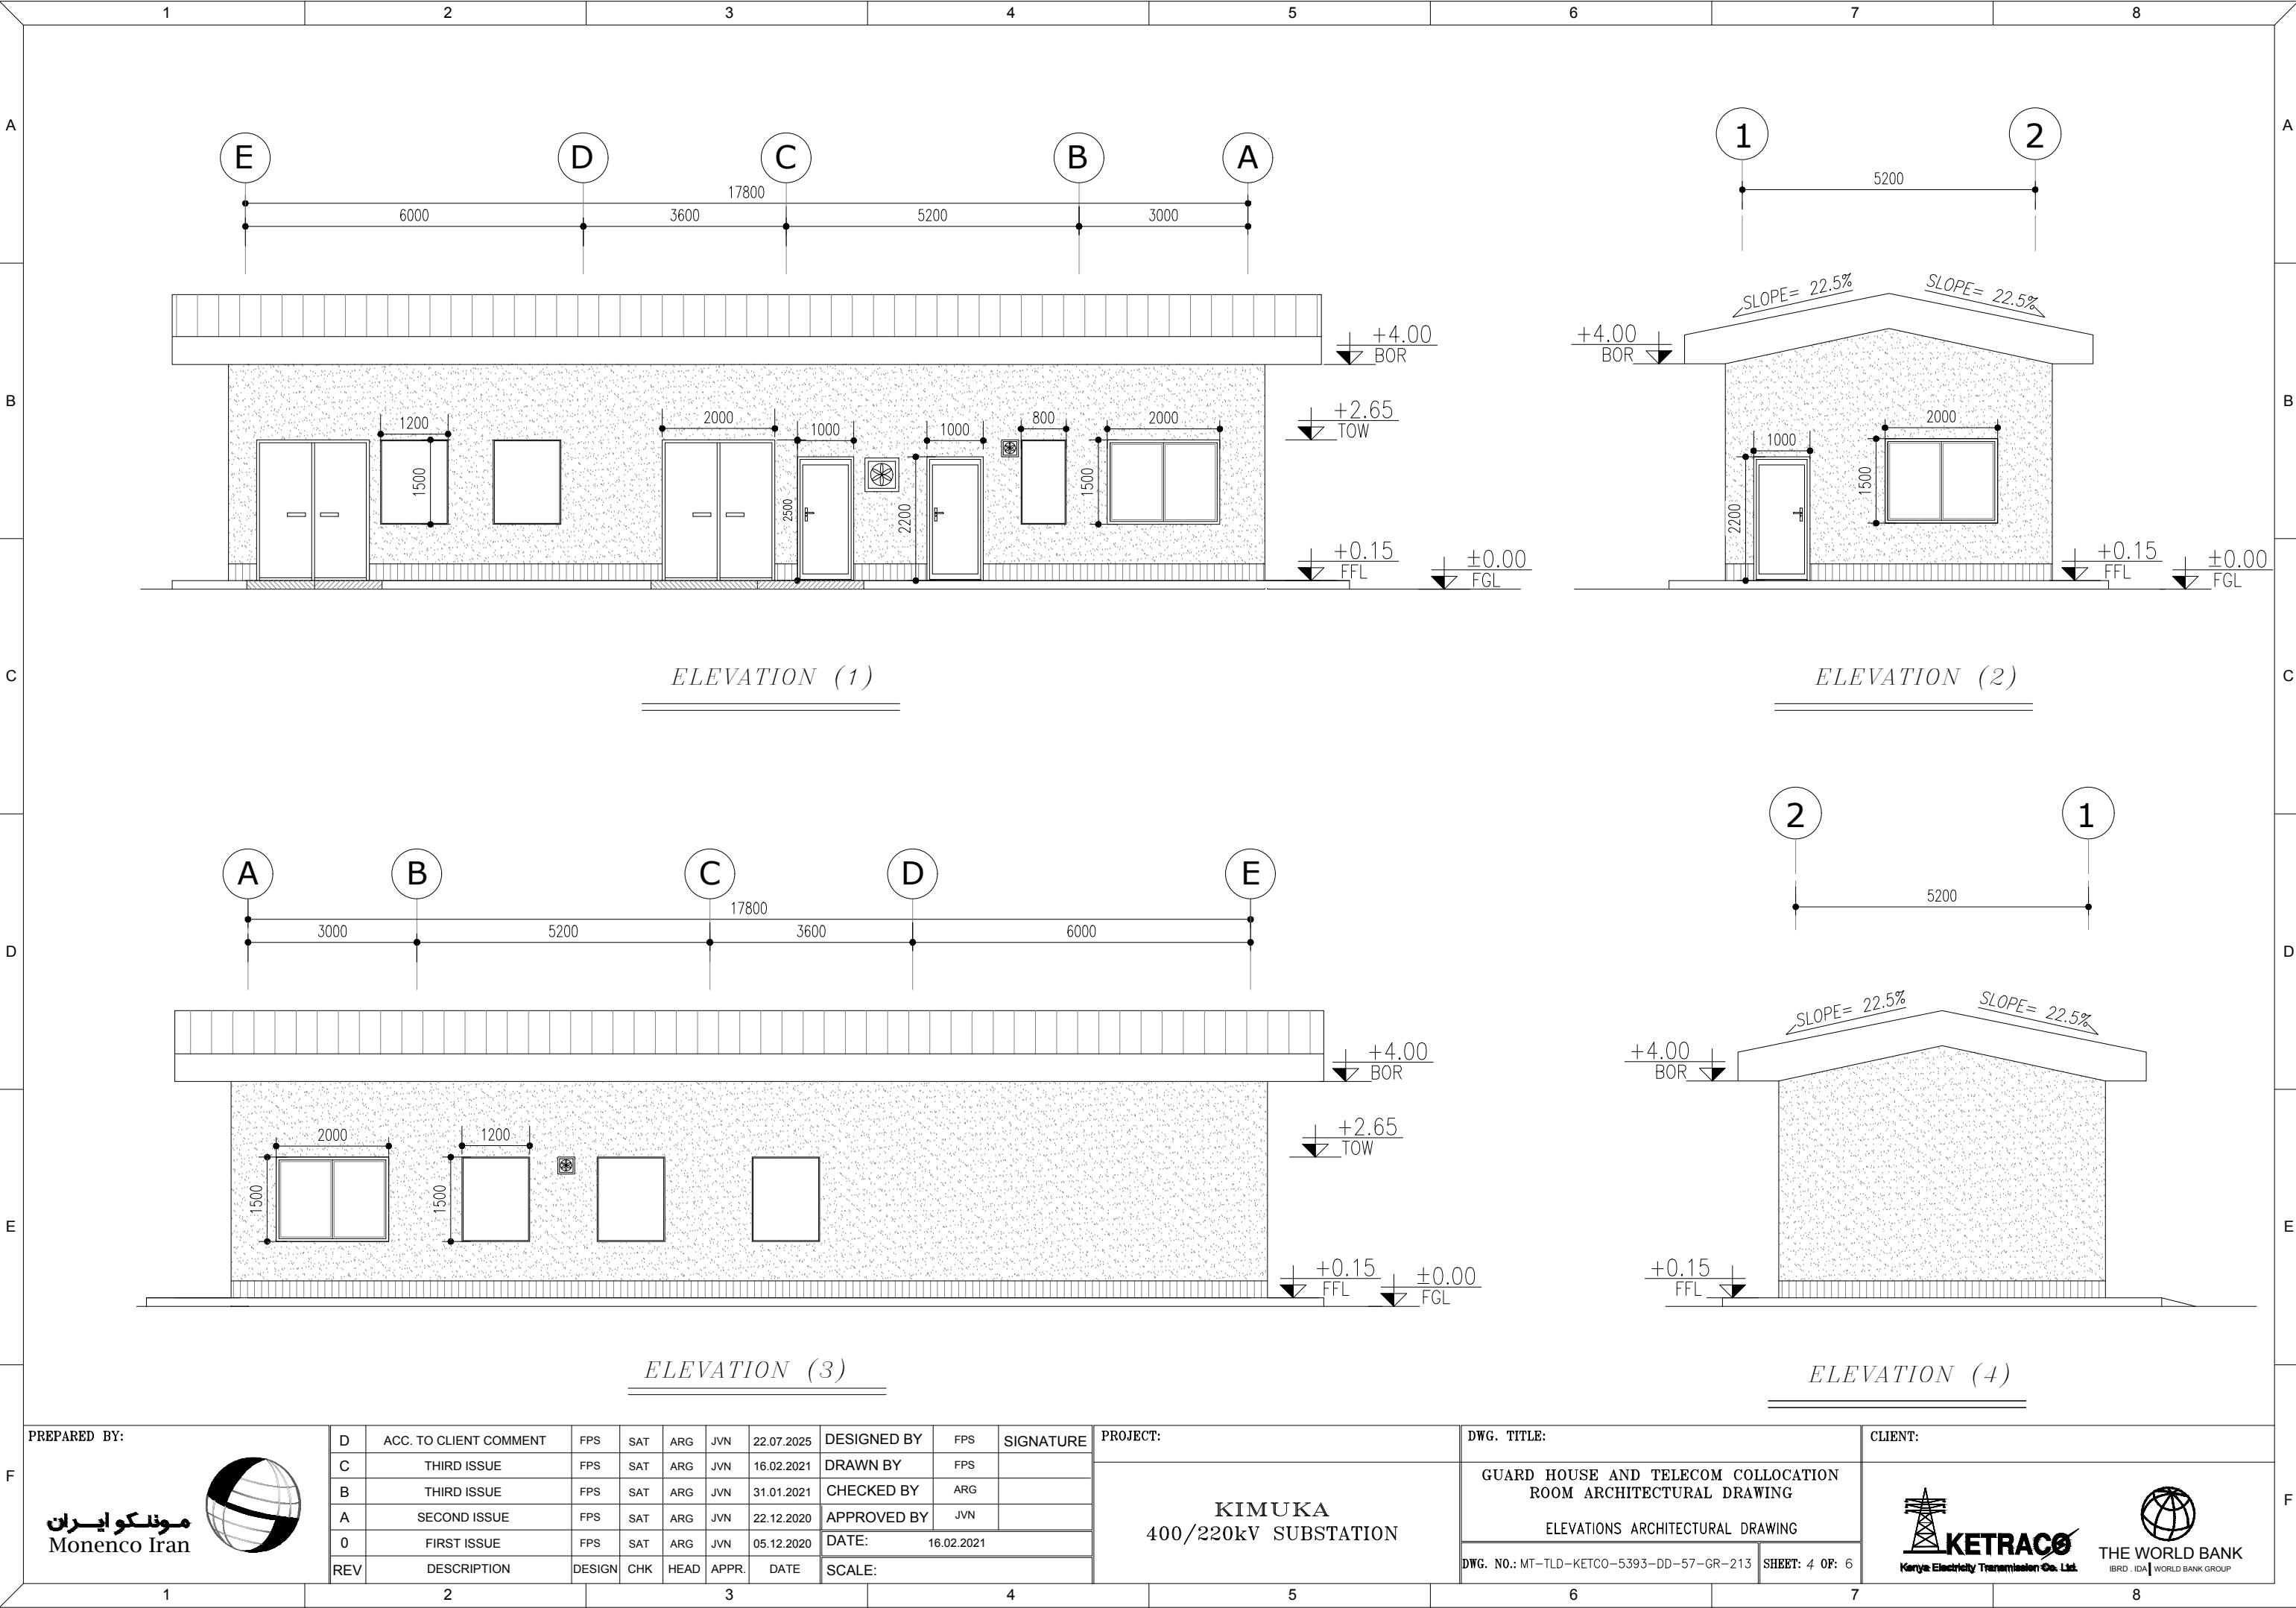 1 2 3 4 5 6 7 8
A
B
C
D
E
F
A
B
C
D
E
F
E D C B A
17800
6000 3600 5200 3000
+4.00
BOR
+2.65
TOW
1200 2000 1000 1000 800 2000
1500 2500 2200 1500
+0.15
FFL
±0.00
FGL
ELEVATION (1)
1 2
5200
SLOPE= 22.5% SLOPE= 22.5%
+4.00
BOR
1000 2000
2200 1500
+0.15
FFL
±0.00
FGL
ELEVATION (2)
A B C D E
17800
3000 5200 3600 6000
+4.00
BOR
+2.65
TOW
2000 1200
1500 1500
+0.15
FFL
±0.00
FGL
ELEVATION (3)
2 1
5200
SLOPE= 22.5% SLOPE= 22.5%
+4.00
BOR
+0.15
FFL
ELEVATION (4)
PREPARED BY:
موننكو ايران
Monenco Iran
D ACC. TO CLIENT COMMENT FPS SAT ARG JVN 22.07.2025
C THIRD ISSUE FPS SAT ARG JVN 16.02.2021
B THIRD ISSUE FPS SAT ARG JVN 31.01.2021
A SECOND ISSUE FPS SAT ARG JVN 22.12.2020
0 FIRST ISSUE FPS SAT ARG JVN 05.12.2020
REV DESCRIPTION DESIGN CHK HEAD APPR. DATE
DESIGNED BY FPS SIGNATURE
DRAWN BY FPS
CHECKED BY ARG
APPROVED BY JVN
DATE: 16.02.2021
SCALE:
PROJECT:
KIMUKA
400/220kV SUBSTATION
DWG. TITLE:
GUARD HOUSE AND TELECOM COLLOCATION
ROOM ARCHITECTURAL DRAWING
ELEVATIONS ARCHITECTURAL DRAWING
DWG. NO.: MT-TLD-KETCO-5393-DD-57-GR-213 SHEET: 4 OF: 6
CLIENT:
KETRACO
Kenya Electricity Transmission Co. Ltd.
THE WORLD BANK
IBRD . IDA WORLD BANK GROUP
1 2 3 4 5 6 7 8